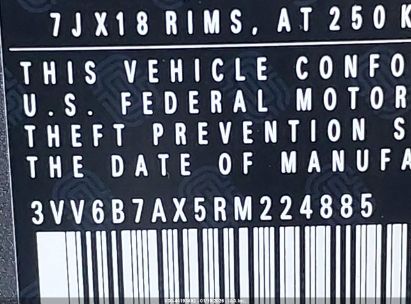 7JX18 RIMS, AT 250 K
THIS VEHICLE CONFO
U.S. FEDERAL MOTOR
THEFT PREVENTION S
THE DATE OF MANUFA
3VV6B7AX5RM224885